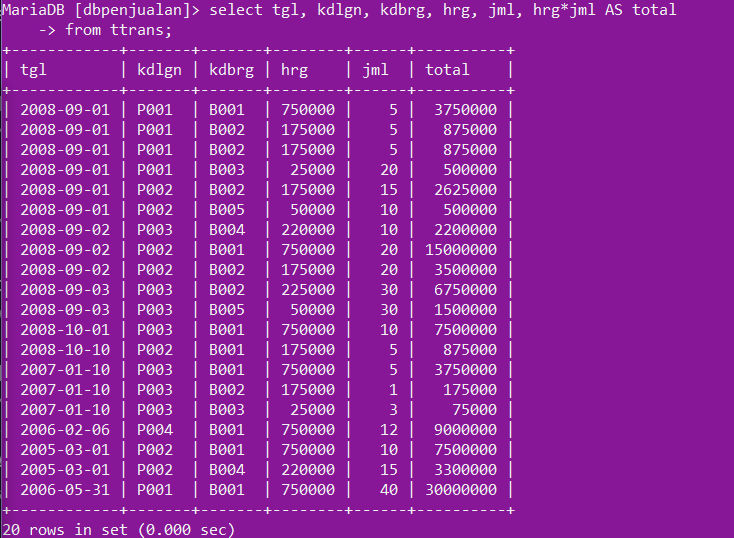 MariaDB [dbpenjualan]> select tgl, kdlgn, kdbrg, hrg, jml, hrg*jml AS total
    -> from ttrans;
+------------+-------+-------+--------+------+----------+
| tgl        | kdlgn | kdbrg | hrg    | jml  | total    |
+------------+-------+-------+--------+------+----------+
| 2008-09-01 | P001  | B001  | 750000 |    5 |  3750000 |
| 2008-09-01 | P001  | B002  | 175000 |    5 |   875000 |
| 2008-09-01 | P001  | B002  | 175000 |    5 |   875000 |
| 2008-09-01 | P001  | B003  |  25000 |   20 |   500000 |
| 2008-09-01 | P002  | B002  | 175000 |   15 |  2625000 |
| 2008-09-01 | P002  | B005  |  50000 |   10 |   500000 |
| 2008-09-02 | P003  | B004  | 220000 |   10 |  2200000 |
| 2008-09-02 | P002  | B001  | 750000 |   20 | 15000000 |
| 2008-09-02 | P002  | B002  | 175000 |   20 |  3500000 |
| 2008-09-03 | P003  | B002  | 225000 |   30 |  6750000 |
| 2008-09-03 | P003  | B005  |  50000 |   30 |  1500000 |
| 2008-10-01 | P003  | B001  | 750000 |   10 |  7500000 |
| 2008-10-10 | P002  | B001  | 175000 |    5 |   875000 |
| 2007-01-10 | P003  | B001  | 750000 |    5 |  3750000 |
| 2007-01-10 | P003  | B002  | 175000 |    1 |   175000 |
| 2007-01-10 | P003  | B003  |  25000 |    3 |    75000 |
| 2006-02-06 | P004  | B001  | 750000 |   12 |  9000000 |
| 2005-03-01 | P002  | B001  | 750000 |   10 |  7500000 |
| 2005-03-01 | P002  | B004  | 220000 |   15 |  3300000 |
| 2006-05-31 | P001  | B001  | 750000 |   40 | 30000000 |
+------------+-------+-------+--------+------+----------+
20 rows in set (0.000 sec)